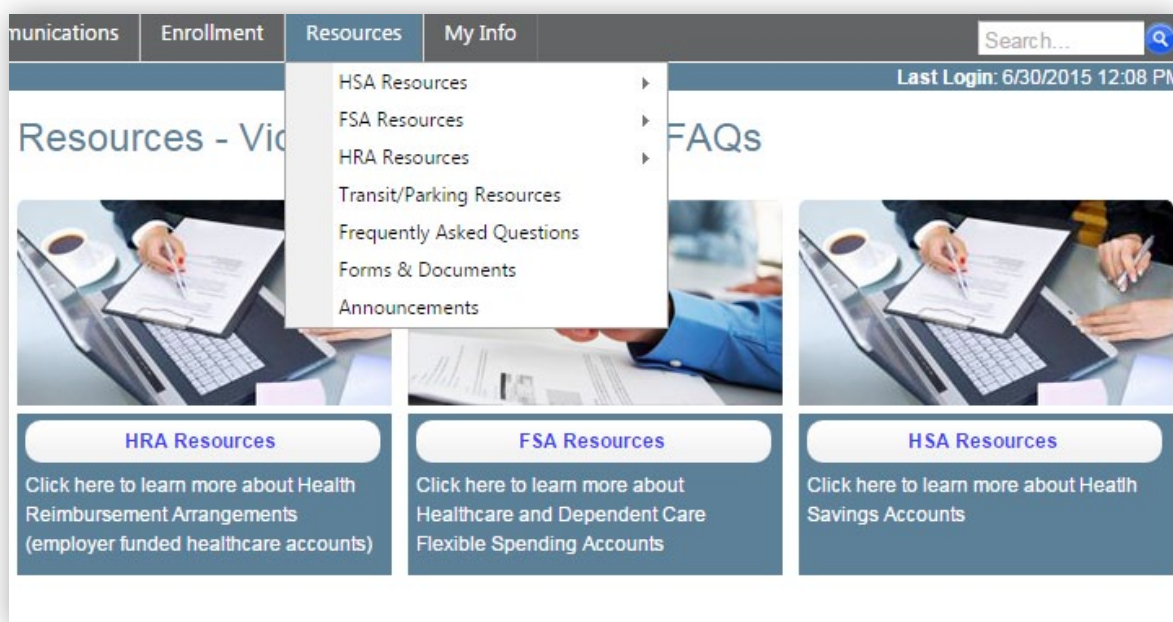 munications Enrollment Resources My Info Search...
Last Login: 6/30/2015 12:08 PM
HSA Resources
FSA Resources
HRA Resources
Transit/Parking Resources
Frequently Asked Questions
Forms & Documents
Announcements
Resources - Vid FAQs
HRA Resources
Click here to learn more about Health
Reimbursement Arrangements
(employer funded healthcare accounts)
FSA Resources
Click here to learn more about
Healthcare and Dependent Care
Flexible Spending Accounts
HSA Resources
Click here to learn more about Heatlh
Savings Accounts